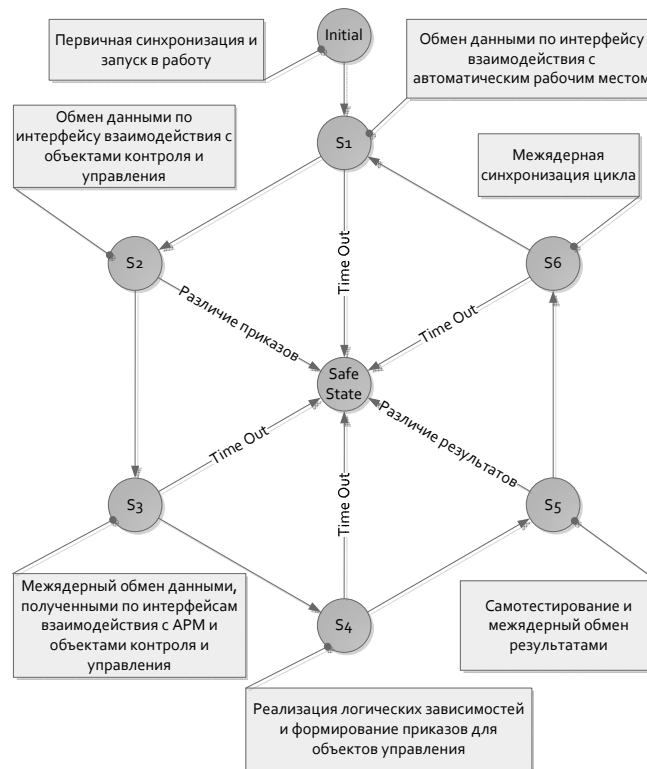 Initial
Первичная синхронизация и
запуск в работу
Обмен данными по интерфейсу
взаимодействия с
автоматическим рабочим местом
Обмен данными по
интерфейсу взаимодействия с
объектами контроля и
управления
S1
Межядерная
синхронизация цикла
S2
S6
Time Out
Различие приказов
Time Out
Safe
State
Time Out
Различие результатов
Time Out
S3
S5
Межядерный обмен данными,
полученными по интерфейсам
взаимодействия с АРМ и
объектами контроля и
управления
S4
Самотестирование и
межядерный обмен
результатами
Реализация логических зависимостей
и формирование приказов для
объектов управления